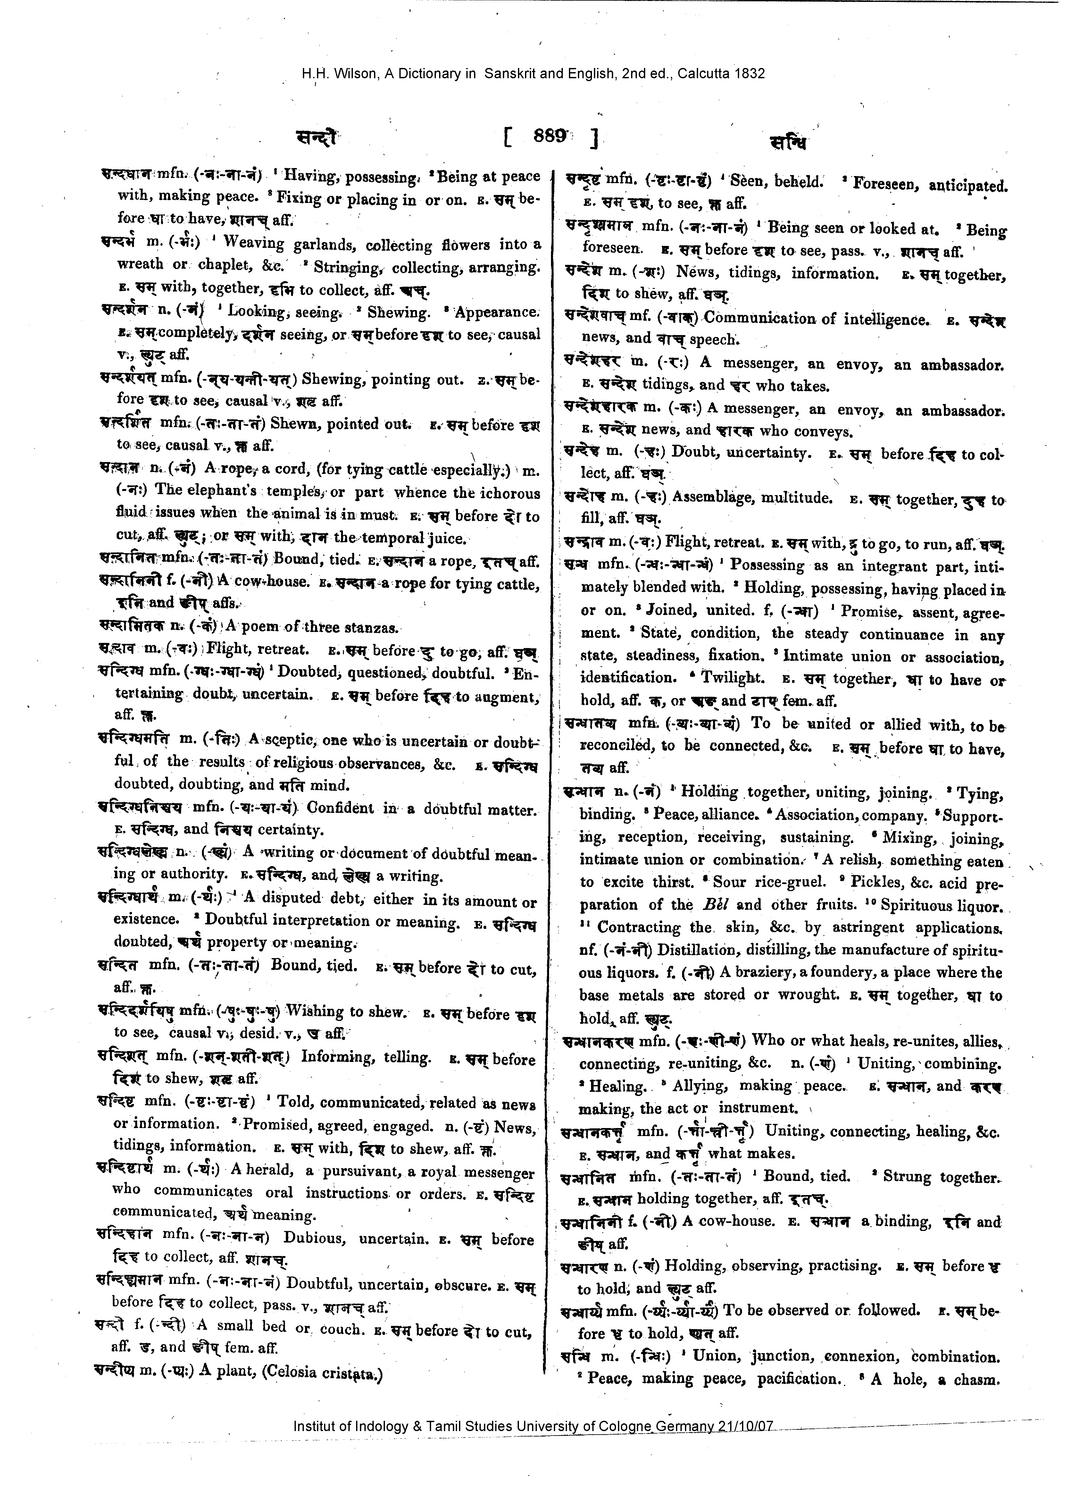 H.H. Wilson, A Dictionary in Sanskrit and English, 2nd ed., Calcutta 1832
सन्दी
[ 889 ]
सन्धि
सन्दधान mfn. (-नः-ना-नं) ¹ Having, possessing. ² Being at peace
with, making peace. ³ Fixing or placing in or on. E. सम् be-
fore धा to have, शानच् aff.
सन्दर्भ m. (-र्भः) ¹ Weaving garlands, collecting flowers into a
wreath or chaplet, &c. ² Stringing, collecting, arranging.
E. सम् with, together, दृभि to collect, aff. घञ्.
सन्दर्शन n. (-नं) ¹ Looking, seeing. ² Shewing. ³ Appearance.
E. सम् completely, दर्शन seeing, or सम् before दृश to see, causal
v., ल्युट् aff.
सन्दर्शयत् mfn. (-यन्-यन्ती-यत्) Shewing, pointing out. E. सम् be-
fore दृश to see, causal v., शतृ aff.
सन्दर्शित mfn. (-तः-ता-तं) Shewn, pointed out. E. सम् before दृश
to see, causal v., क्त aff.
सन्दान n. (-नं) A rope, a cord, (for tying cattle especially.) m.
(-नः) The elephant's temples, or part whence the ichorous
fluid issues when the animal is in must. E. सम् before दो to
cut, aff. ल्युट्; or सम् with, दान the temporal juice.
सन्दानित mfn. (-तः-ता-तं) Bound, tied. E. सन्दान a rope, इतच् aff.
सन्दानिनी f. (-नी) A cow-house. E. सन्दान a rope for tying cattle,
इनि and ङीप् affs.
सन्दामितक n. (-कं) A poem of three stanzas.
सन्दाव m. (-वः) Flight, retreat. E. सम् before दु to go, aff. घञ्
सन्दिग्ध mfn. (-ग्धः-ग्धा-ग्धं) ¹ Doubted, questioned, doubtful. ² En-
tertaining doubt, uncertain. E. सम् before दिह to augment,
aff. क्त.
सन्दिग्धमति m. (-तिः) A sceptic, one who is uncertain or doubt-
ful of the results of religious observances, &c. E. सन्दिग्ध
doubted, doubting, and मति mind.
सन्दिग्धनिश्चय mfn. (-यः-या-यं) Confident in a doubtful matter.
E. सन्दिग्ध, and निश्चय certainty.
सन्दिग्धलेख्य n. (-ख्यं) A writing or document of doubtful mean-
ing or authority. E. सन्दिग्ध, and लेख्य a writing.
सन्दिग्धार्थ m. (-र्थः) ¹ A disputed debt, either in its amount or
existence. ² Doubtful interpretation or meaning. E. सन्दिग्ध
doubted, अर्थ property or meaning.
सन्दित mfn. (-तः-ता-तं) Bound, tied. E. सम् before दो to cut,
aff. क्त.
सन्दिदर्शयिषु mfn. (-षुः-षुः-षु) Wishing to shew. E. सम् before दृश
to see, causal v., desid. v., उ aff.
सन्दिशत् mfn. (-शन्-शती-शत्) Informing, telling. E. सम् before
दिश to shew, शतृ aff.
सन्दिष्ट mfn. (-ष्टः-ष्टा-ष्टं) ¹ Told, communicated, related as news
or information. ² Promised, agreed, engaged. n. (-ष्टं) News,
tidings, information. E. सम् with, दिश to shew, aff. क्त.
सन्दिष्टार्थ m. (-र्थः) A herald, a pursuivant, a royal messenger
who communicates oral instructions or orders. E. सन्दिष्ट
communicated, अर्थ meaning.
सन्दिहान mfn. (-नः-ना-नं) Dubious, uncertain. E. सम् before
दिह to collect, aff. शानच्.
सन्दिह्यमान mfn. (-नः-ना-नं) Doubtful, uncertain, obscure. E. सम्
before दिह to collect, pass. v., शानच् aff.
सन्दी f. (-न्दी) A small bed or couch. E. सम् before दो to cut,
aff. ड, and ङीप् fem. aff.
सन्दीप्य m. (-प्यः) A plant, (Celosia cristata.)
सन्दृष्ट mfn. (-ष्टः-ष्टा-ष्टं) ¹ Seen, beheld. ² Foreseen, anticipated.
E. सम् दृश, to see, क्त aff.
सन्दृश्यमान mfn. (-नः-ना-नं) ¹ Being seen or looked at. ² Being
foreseen. E. सम् before दृश to see, pass. v., शानच् aff.
सन्देश m. (-शः) News, tidings, information. E. सम् together,
दिश to shew, aff. घञ्.
सन्देशवाच् mf. (-वाक्) Communication of intelligence. E. सन्देश
news, and वाच् speech.
सन्देशहर m. (-रः) A messenger, an envoy, an ambassador.
E. सन्देश tidings, and हर who takes.
सन्देशहारक m. (-कः) A messenger, an envoy, an ambassador.
E. सन्देश news, and हारक who conveys.
सन्देह m. (-हः) Doubt, uncertainty. E. सम् before दिह to col-
lect, aff. घञ्.
सन्दोह m. (-हः) Assemblage, multitude. E. सम् together, दुह to
fill, aff. घञ्.
सन्द्राव m. (-वः) Flight, retreat. E. सम् with, द्रु to go, to run, aff. घञ्.
सन्ध mfn. (-न्धः-न्धा-न्धं) ¹ Possessing as an integrant part, inti-
mately blended with. ² Holding, possessing, having placed in
or on. ³ Joined, united. f. (-न्धा) ¹ Promise, assent, agree-
ment. ² State, condition, the steady continuance in any
state, steadiness, fixation. ³ Intimate union or association,
identification. ⁴ Twilight. E. सम् together, धा to have or
hold, aff. क, or अङ् and टाप् fem. aff.
सन्धातव्य mfn. (-व्यः-व्या-व्यं) To be united or allied with, to be
reconciled, to be connected, &c. E. सम् before धा to have,
तव्य aff.
सन्धान n. (-नं) ¹ Holding together, uniting, joining. ² Tying,
binding. ³ Peace, alliance. ⁴ Association, company. ⁵ Support-
ing, reception, receiving, sustaining. ⁶ Mixing, joining,
intimate union or combination. ⁷ A relish, something eaten
to excite thirst. ⁸ Sour rice-gruel. ⁹ Pickles, &c. acid pre-
paration of the Bèl and other fruits. ¹⁰ Spirituous liquor.
¹¹ Contracting the skin, &c. by astringent applications.
nf. (-नं-नी) Distillation, distilling, the manufacture of spiritu-
ous liquors. f. (-नी) A braziery, a foundery, a place where the
base metals are stored or wrought. E. सम् together, धा to
hold, aff. ल्युट्.
सन्धानकरण mfn. (-णः-णी-णं) Who or what heals, re-unites, allies,
connecting, re-uniting, &c. n. (-णं) ¹ Uniting, combining.
² Healing. ³ Allying, making peace. E. सन्धान, and करण
making, the act or instrument.
सन्धानकर्त्तृ mfn. (-र्त्ता-र्त्त्री-र्त्तृ) Uniting, connecting, healing, &c.
E. सन्धान, and कर्त्तृ what makes.
सन्धानित mfn. (-तः-ता-तं) ¹ Bound, tied. ² Strung together.
E. सन्धान holding together, aff. इतच्.
सन्धानिनी f. (-नी) A cow-house. E. सन्धान a binding, इनि and
ङीप् aff.
सन्धारण n. (-णं) Holding, observing, practising. E. सम् before धृ
to hold, and ल्युट् aff.
सन्धार्य्य mfn. (-र्य्यः-र्य्या-र्य्यं) To be observed or followed. E. सम् be-
fore धृ to hold, ण्यत् aff.
सन्धि m. (-न्धिः) ¹ Union, junction, connexion, combination.
² Peace, making peace, pacification. ³ A hole, a chasm.
Institut of Indology & Tamil Studies University of Cologne Germany 21/10/07